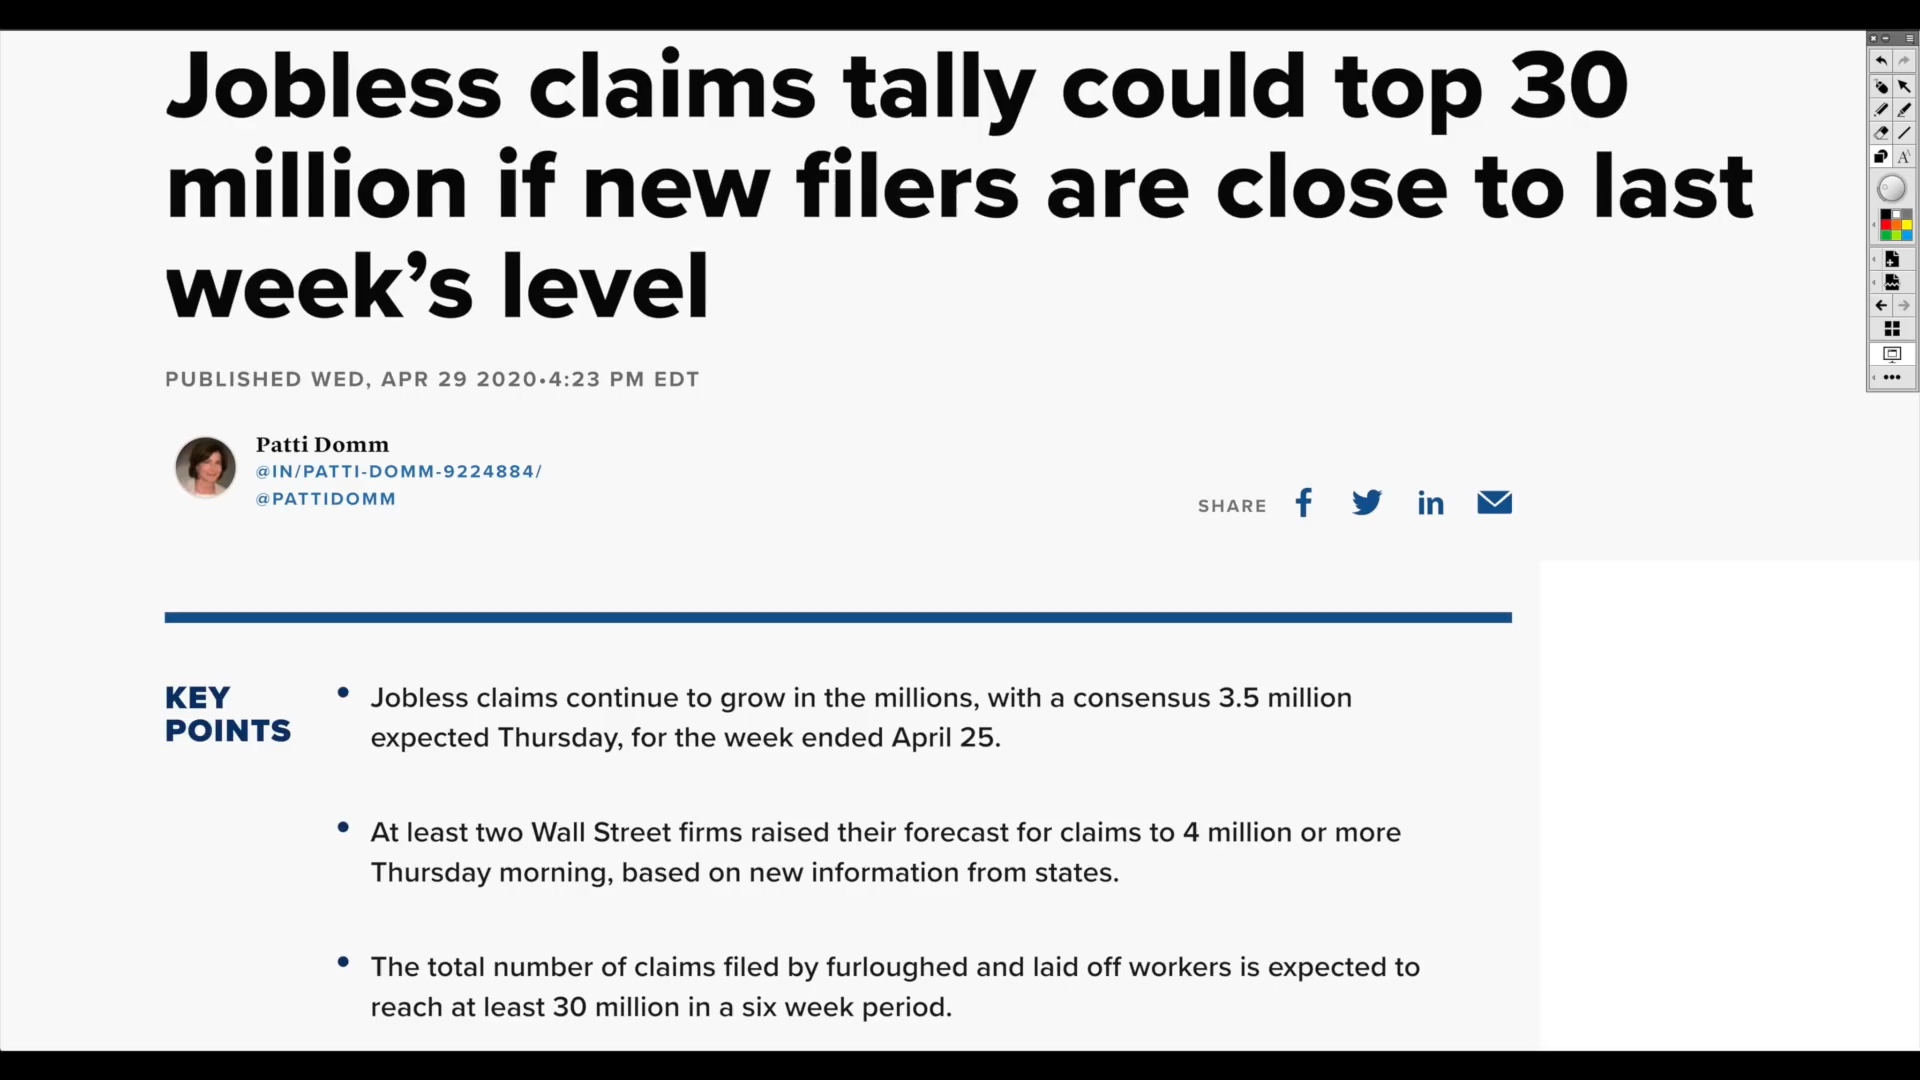 Jobless claims tally could top 30
million if new filers are close to last
week’s level
PUBLISHED WED, APR 29 2020•4:23 PM EDT
Patti Domm
@IN/PATTI-DOMM-9224884/
@PATTIDOMM
SHARE
KEY
POINTS
• Jobless claims continue to grow in the millions, with a consensus 3.5 million
expected Thursday, for the week ended April 25.
• At least two Wall Street firms raised their forecast for claims to 4 million or more
Thursday morning, based on new information from states.
• The total number of claims filed by furloughed and laid off workers is expected to
reach at least 30 million in a six week period.